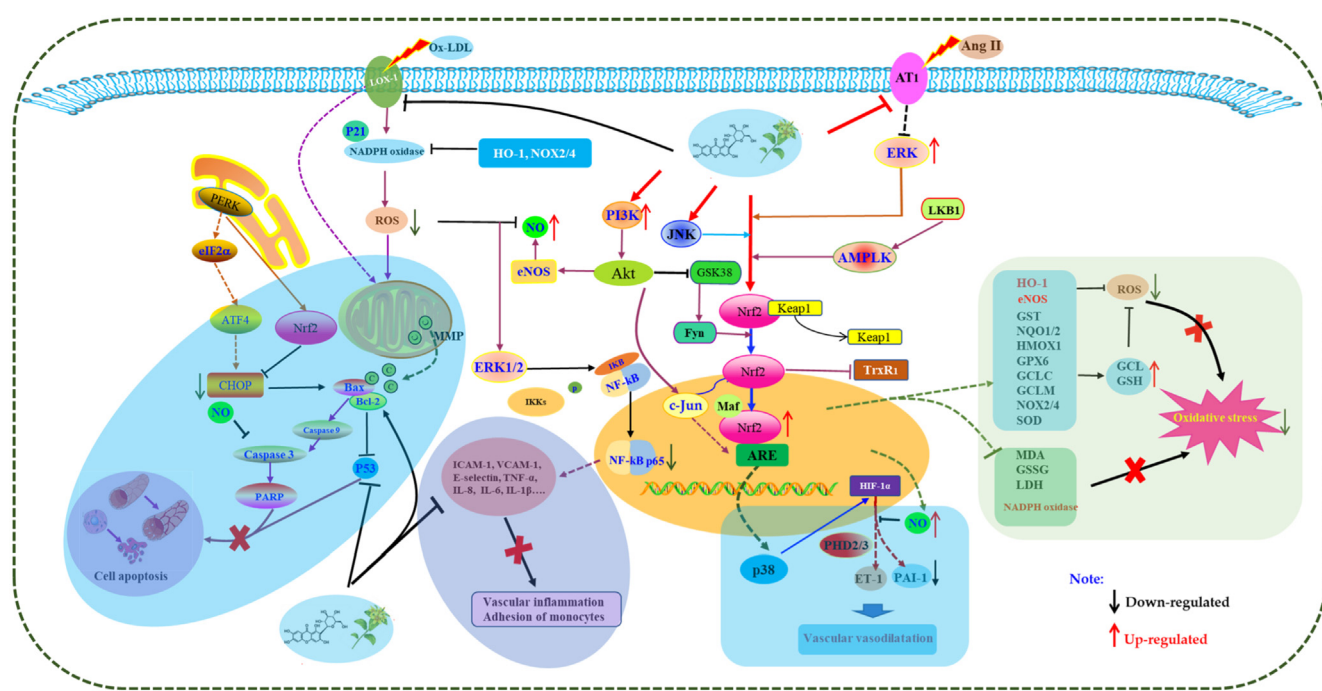 Ox-LDL
LOX-1
Ang II
AT1
P21
NADPH oxidase
HO-1, NOX2/4
ERK
PERK
ROS
NO
PI3K
JNK
LKB1
eIF2α
eNOS
Akt
GSK38
AMPLK
ATF4
Nrf2
MMP
Fyn
Nrf2
Keap1
Keap1
CHOP
Bax
C
C
C
C
C
Bcl-2
ERK1/2
IKB
NF-kB
P
IKKs
Nrf2
TrxR1
c-Jun
Maf
Nrf2
ARE
NO
Caspase 9
Caspase 3
P53
PARP
Cell apoptosis
ICAM-1, VCAM-1,
E-selectin, TNF-α,
IL-8, IL-6, IL-1β….
NF-kB p65
Vascular inflammation
Adhesion of monocytes
HIF-1α
NO
PHD2/3
p38
ET-1
PAI-1
Vascular vasodilatation
HO-1
eNOS
GST
NQO1/2
HMOX1
GPX6
GCLC
GCLM
NOX2/4
SOD
ROS
GCL
GSH
Oxidative stress
MDA
GSSG
LDH
NADPH oxidase
Note:
Down-regulated
Up-regulated